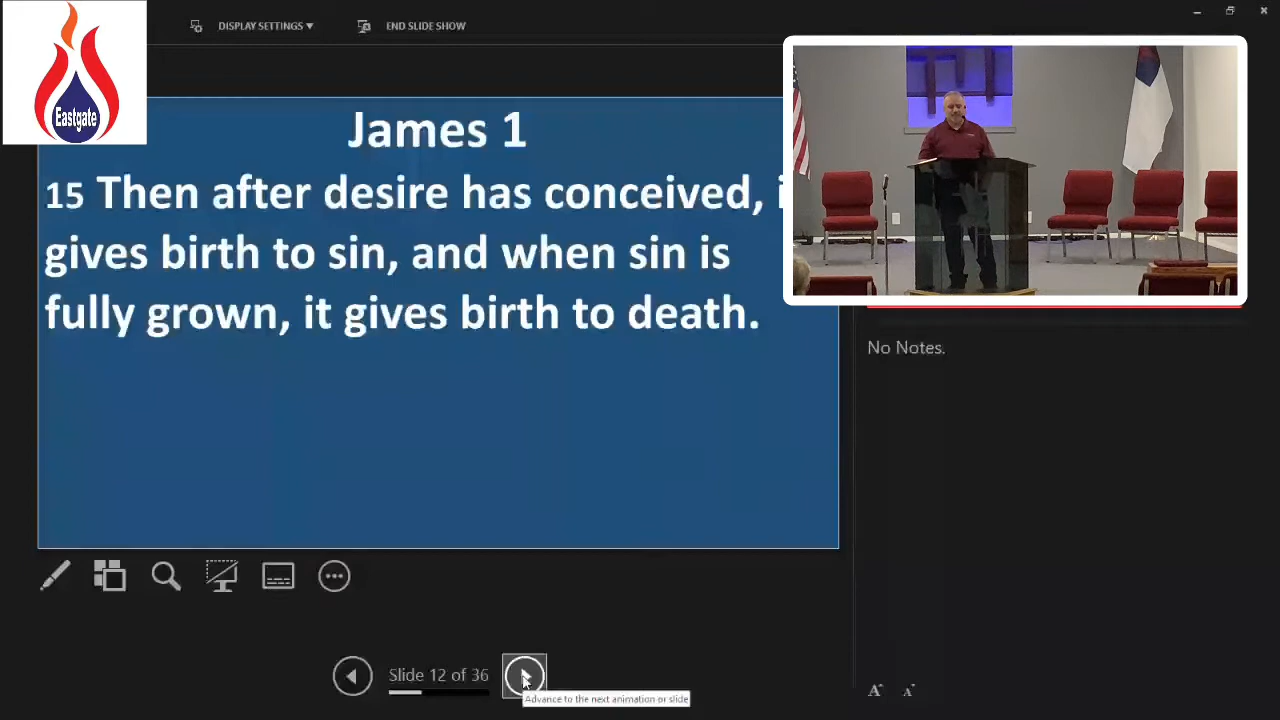 DISPLAY SETTINGS ▼ END SLIDE SHOW
Eastgate
James 1
15 Then after desire has conceived,
gives birth to sin, and when sin is
fully grown, it gives birth to death.
No Notes.
Slide 12 of 36
Advance to the next animation or slide
A A